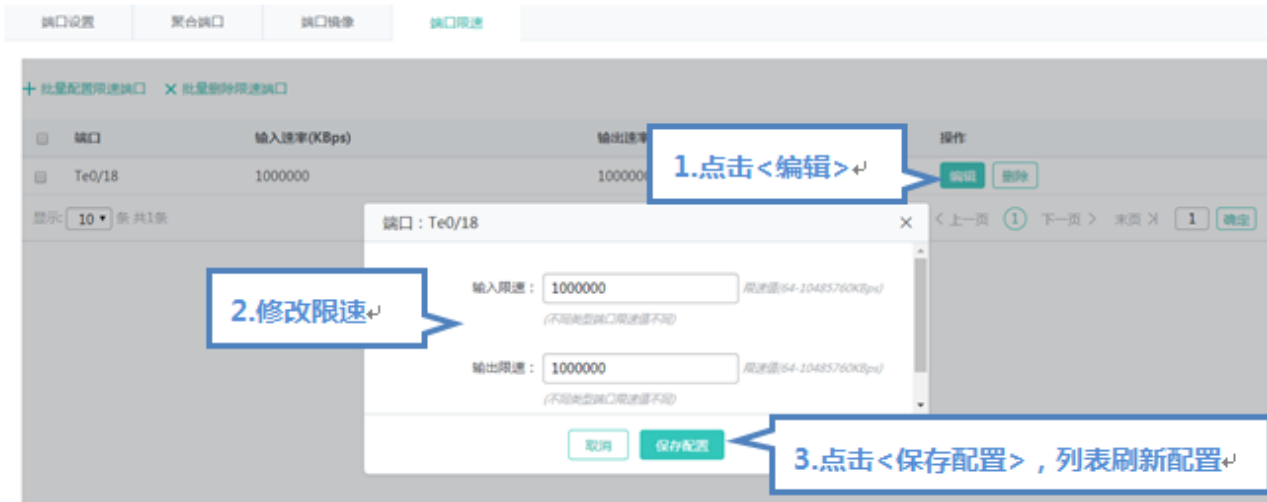 端口设置 聚合端口 端口镜像 端口限速
批量配置限速端口 批量删除限速端口
端口 输入速率(KBps) 输出速率 操作
Te0/18 1000000 1000000 编辑 删除
显示: 10 条 共1条 上一页 1 下一页 末页 1 确定
1.点击<编辑>
端口:Te0/18
输入限速: 1000000 限速值(64-10485760KBps)
(不同类型端口限速值不同)
2.修改限速
输出限速: 1000000 限速值(64-10485760KBps)
(不同类型端口限速值不同)
取消 保存配置
3.点击<保存配置>,列表刷新配置